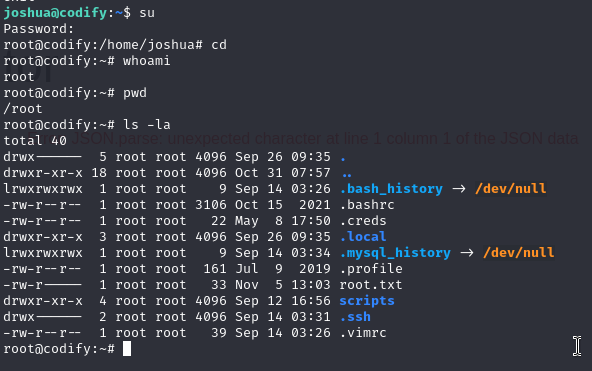 joshua@codify:~$ su
Password:
root@codify:/home/joshua# cd
root@codify:~# whoami
root
root@codify:~# pwd
/root
root@codify:~# ls -la
JSON.parse: unexpected character at line 1 column 1 of the JSON data
total 40
drwx------ 5 root root 4096 Sep 26 09:35 .
drwxr-xr-x 18 root root 4096 Oct 31 07:57 ..
lrwxrwxrwx 1 root root 9 Sep 14 03:26 .bash_history -> /dev/null
-rw-r--r-- 1 root root 3106 Oct 15 2021 .bashrc
-rw-r--r-- 1 root root 22 May 8 17:50 .creds
drwxr-xr-x 3 root root 4096 Sep 26 09:35 .local
lrwxrwxrwx 1 root root 9 Sep 14 03:34 .mysql_history -> /dev/null
-rw-r--r-- 1 root root 161 Jul 9 2019 .profile
-rw-r----- 1 root root 33 Nov 5 13:03 root.txt
drwxr-xr-x 4 root root 4096 Sep 12 16:56 scripts
drwx------ 2 root root 4096 Sep 14 03:31 .ssh
-rw-r--r-- 1 root root 39 Sep 14 03:26 .vimrc
root@codify:~#